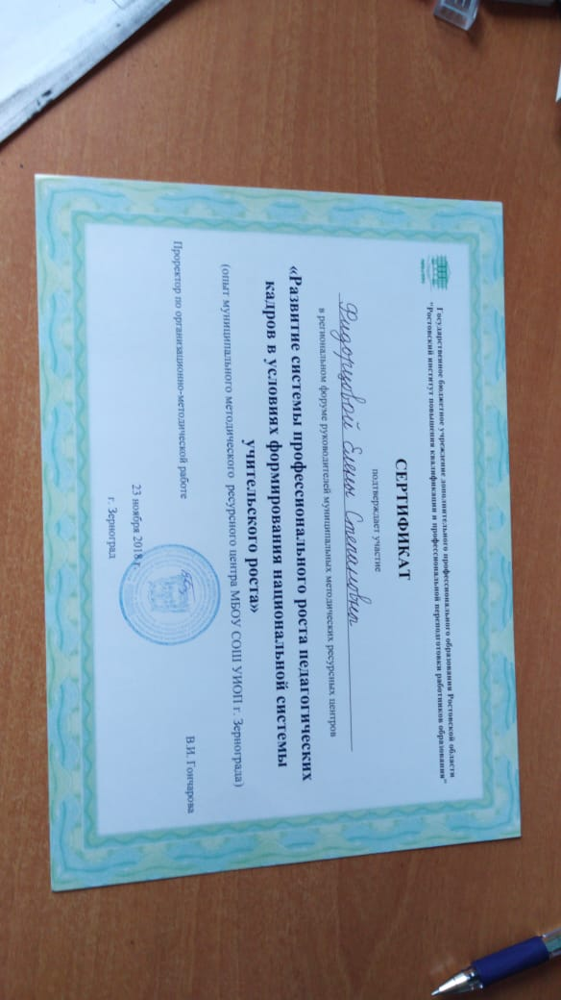 Государственное бюджетное учреждение дополнительного профессионального образования Ростовской области
"Ростовский институт повышения квалификации и профессиональной переподготовки работников образования"
СЕРТИФИКАТ
подтверждает участие
Фидорцовой Елены Степановны
в региональном форуме руководителей муниципальных методических ресурсных центров
«Развитие системы профессионального роста педагогических
кадров в условиях формирования национальной системы
учительского роста»
(опыт муниципального методического ресурсного центра МБОУ СОШ УИОП г. Зернограда)
Проректор по организационно-методической работе
В.И. Гончарова
23 ноября 2018 г.
г. Зерноград